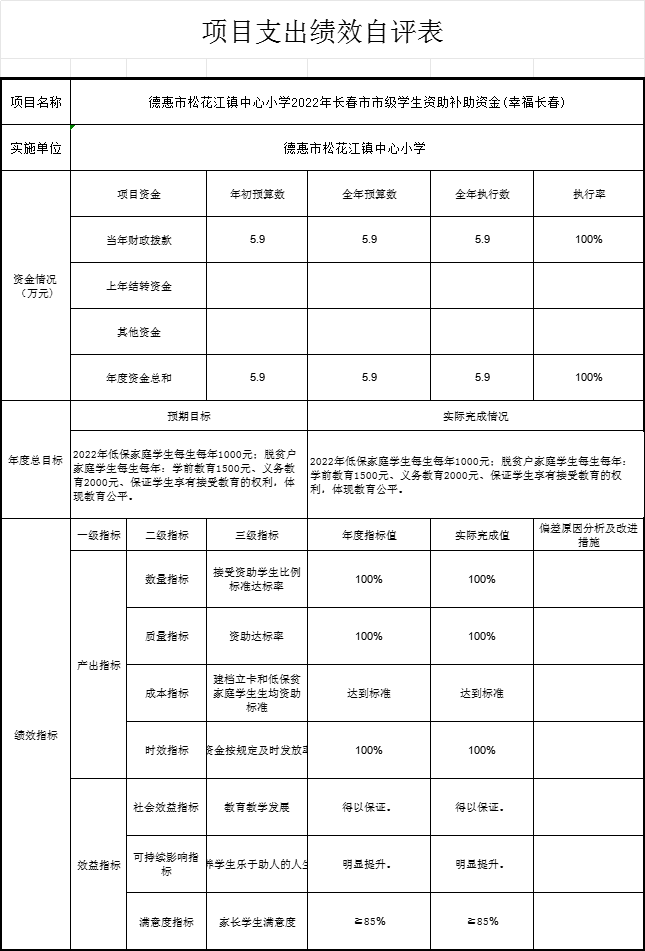 项目支出绩效自评表
项目名称 德惠市松花江镇中心小学2022年长春市市级学生资助补助资金(幸福长春)
实施单位 德惠市松花江镇中心小学
资金情况
（万元）
项目资金 年初预算数 全年预算数 全年执行数 执行率
当年财政拨款 5.9 5.9 5.9 100%
上年结转资金
其他资金
年度资金总和 5.9 5.9 5.9 100%
年度总目标
预期目标 实际完成情况
2022年低保家庭学生每生每年1000元；脱贫户
家庭学生每生每年：学前教育1500元、义务教
育2000元、保证学生享有接受教育的权利，体
现教育公平。
2022年低保家庭学生每生每年1000元；脱贫户家庭学生每生每年：
学前教育1500元、义务教育2000元、保证学生享有接受教育的权
利，体现教育公平。
绩效指标
一级指标 二级指标 三级指标 年度指标值 实际完成值 偏差原因分析及改进
措施
产出指标
数量指标 接受资助学生比例
标准达标率 100% 100%
质量指标 资助达标率 100% 100%
成本指标 建档立卡和低保贫
家庭学生生均资助
标准 达到标准 达到标准
时效指标 资金按规定及时发放率 100% 100%
效益指标
社会效益指标 教育教学发展 得以保证。 得以保证。
可持续影响指
标 养学生乐于助人的人生 明显提升。 明显提升。
满意度指标 家长学生满意度 ≧85% ≧85%